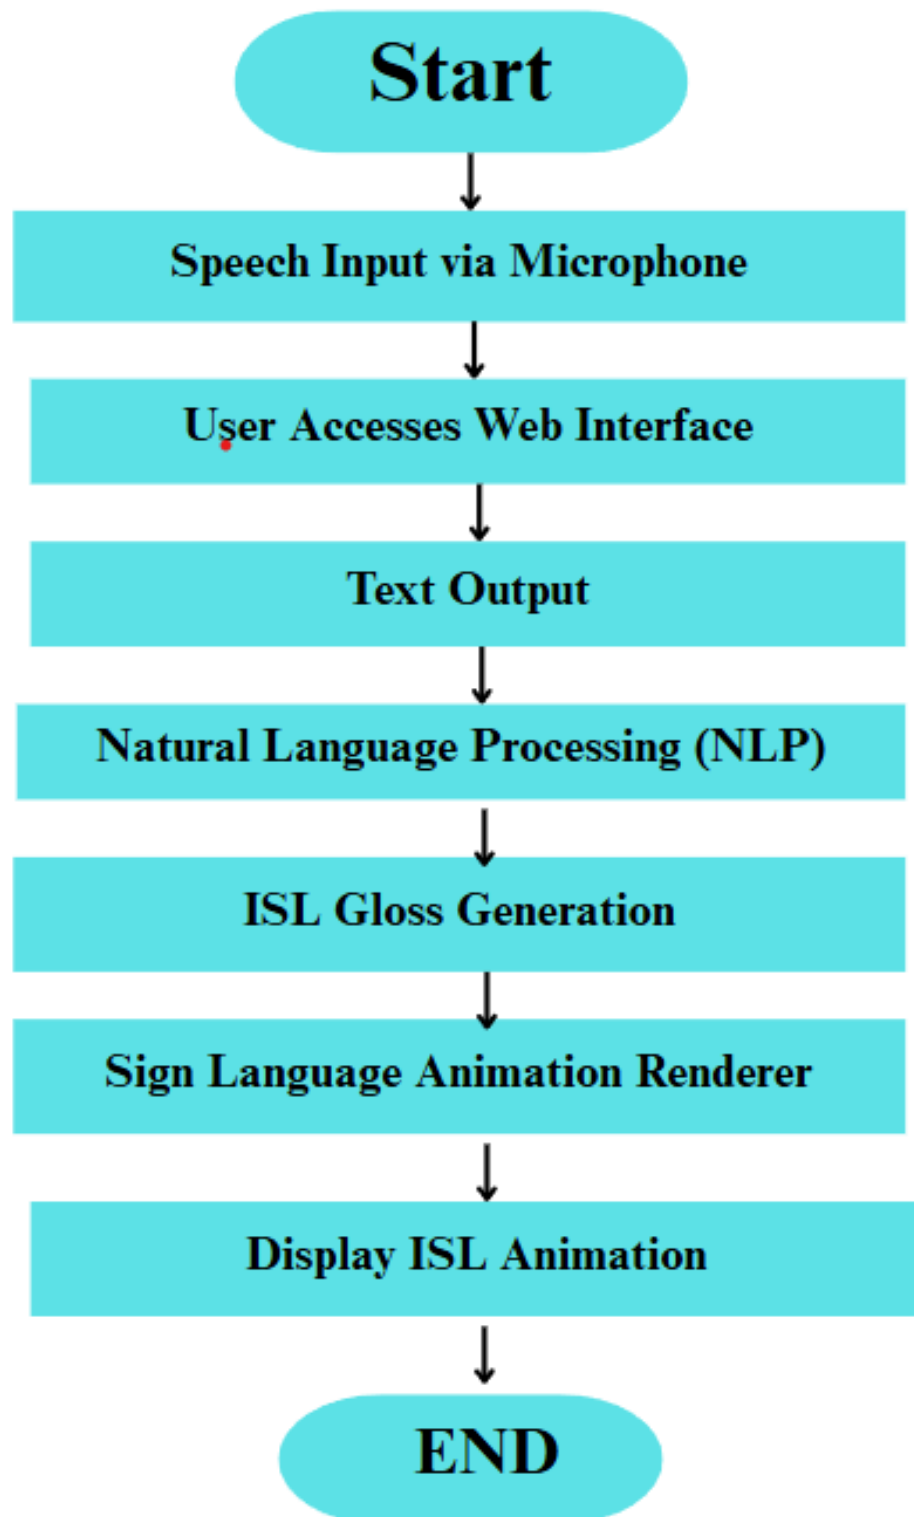 Start
Speech Input via Microphone
User Accesses Web Interface
Text Output
Natural Language Processing (NLP)
ISL Gloss Generation
Sign Language Animation Renderer
Display ISL Animation
END